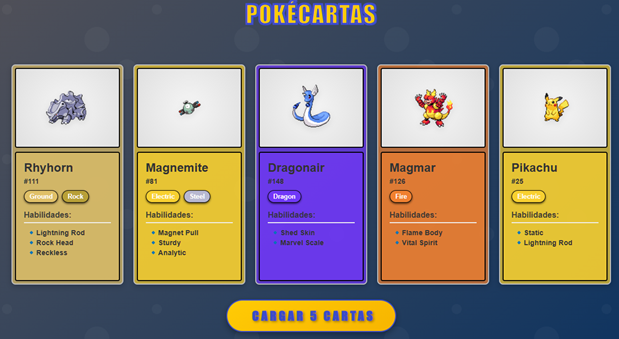 POKÉCARTAS
Rhyhorn
#111
Ground Rock
Habilidades:
Lightning Rod
Rock Head
Reckless
Magnemite
#81
Electric Steel
Habilidades:
Magnet Pull
Sturdy
Analytic
Dragonair
#148
Dragon
Habilidades:
Shed Skin
Marvel Scale
Magmar
#126
Fire
Habilidades:
Flame Body
Vital Spirit
Pikachu
#25
Electric
Habilidades:
Static
Lightning Rod
CARGAR 5 CARTAS